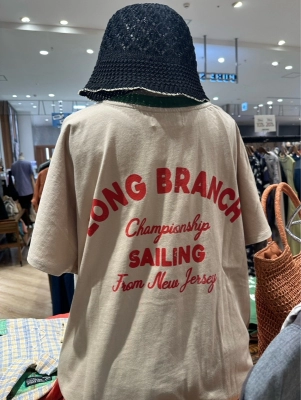 LONG BRANCH
Championship
SAILING
From New Jersey